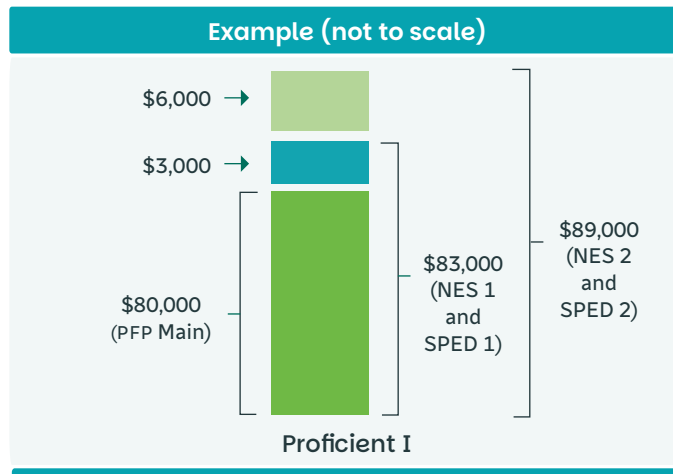 Example (not to scale)
$6,000
$3,000
$80,000
(PFP Main)
$83,000
(NES 1
and
SPED 1)
$89,000
(NES 2
and
SPED 2)
Proficient I